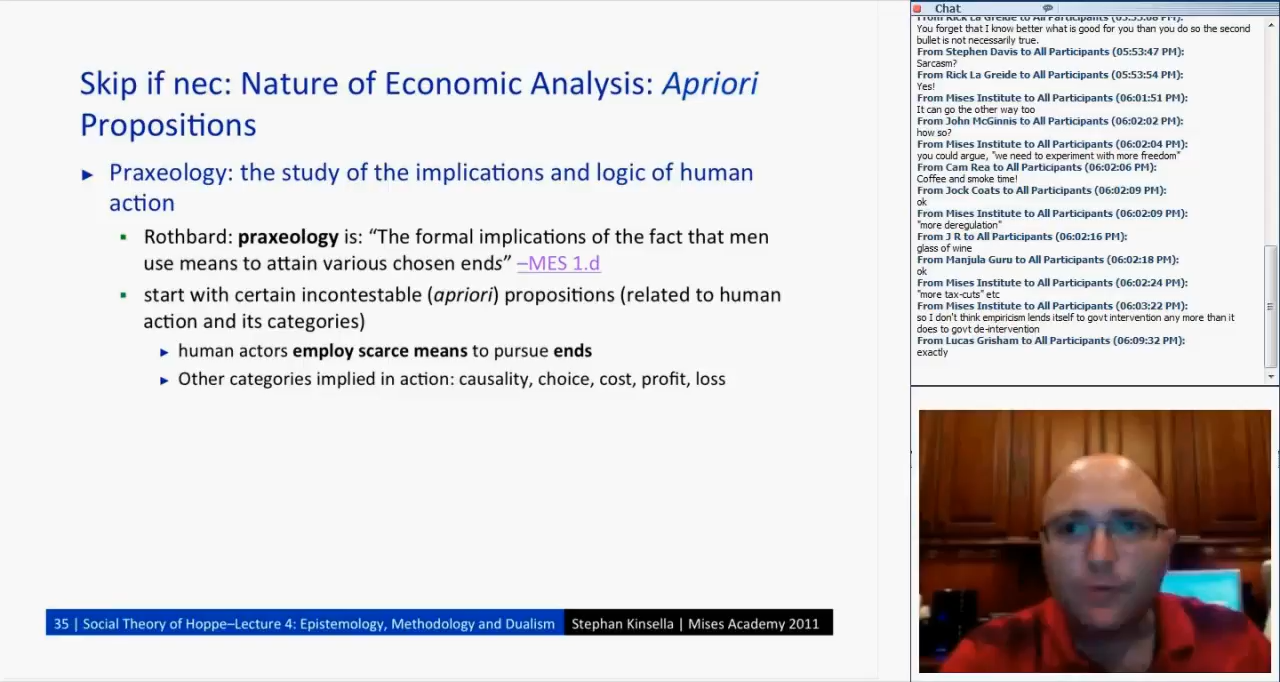 Skip if nec: Nature of Economic Analysis: Apriori
Propositions
► Praxeology: the study of the implications and logic of human
action
▪ Rothbard: praxeology is: “The formal implications of the fact that men
use means to attain various chosen ends” –MES 1.d
▪ start with certain incontestable (apriori) propositions (related to human
action and its categories)
► human actors employ scarce means to pursue ends
► Other categories implied in action: causality, choice, cost, profit, loss
35 | Social Theory of Hoppe–Lecture 4: Epistemology, Methodology and Dualism
Stephan Kinsella | Mises Academy 2011
Chat
From Rick La Greide to All Participants (05:53:08 PM):
You forget that I know better what is good for you than you do so the second
bullet is not necessarily true.
From Stephen Davis to All Participants (05:53:47 PM):
Sarcasm?
From Rick La Greide to All Participants (05:53:54 PM):
Yes!
From Mises Institute to All Participants (06:01:51 PM):
It can go the other way too
From John McGinnis to All Participants (06:02:02 PM):
how so?
From Mises Institute to All Participants (06:02:04 PM):
you could argue, "we need to experiment with more freedom"
From Cam Rea to All Participants (06:02:06 PM):
Coffee and smoke time!
From Jock Coats to All Participants (06:02:09 PM):
ok
From Mises Institute to All Participants (06:02:09 PM):
"more deregulation"
From J R to All Participants (06:02:16 PM):
glass of wine
From Manjula Guru to All Participants (06:02:18 PM):
ok
From Mises Institute to All Participants (06:02:24 PM):
"more tax-cuts" etc
From Mises Institute to All Participants (06:03:22 PM):
so I don't think empiricism lends itself to govt intervention any more than it
does to govt de-intervention
From Lucas Grisham to All Participants (06:09:32 PM):
exactly